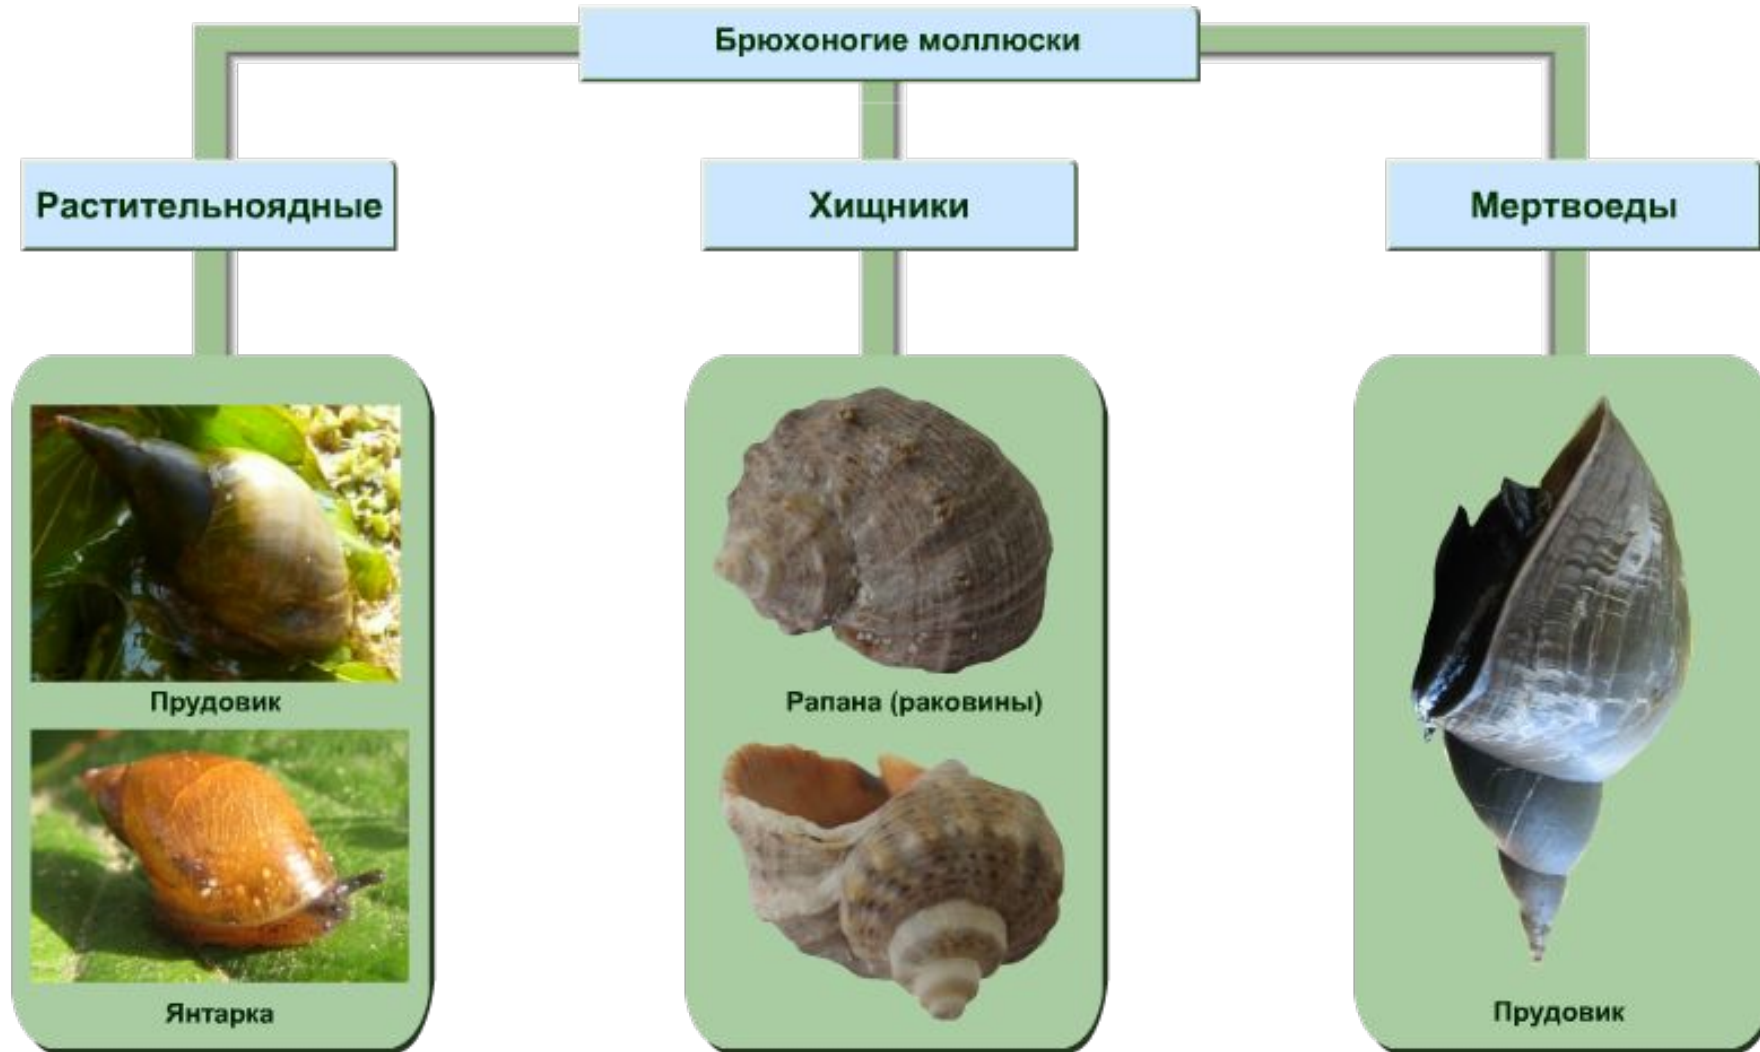 Брюхоногие моллюски
Растительноядные
Хищники
Мертвоеды
Прудовик
Янтарка
Рапана (раковины)
Прудовик